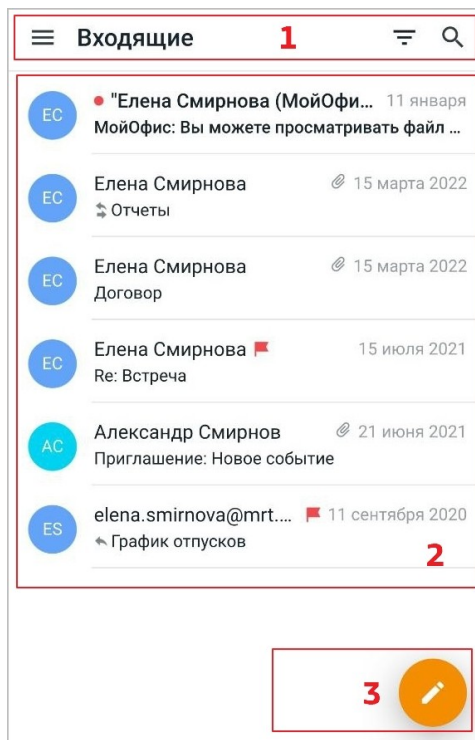 Входящие 1
ЕС
• "Елена Смирнова (МойОфи... 11 января
МойОфис: Вы можете просматривать файл ...
ЕС
Елена Смирнова 15 марта 2022
Отчеты
ЕС
Елена Смирнова 15 марта 2022
Договор
ЕС
Елена Смирнова 15 июля 2021
Re: Встреча
АС
Александр Смирнов 21 июня 2021
Приглашение: Новое событие
ES
elena.smirnova@mrt.... 11 сентября 2020
График отпусков
2
3